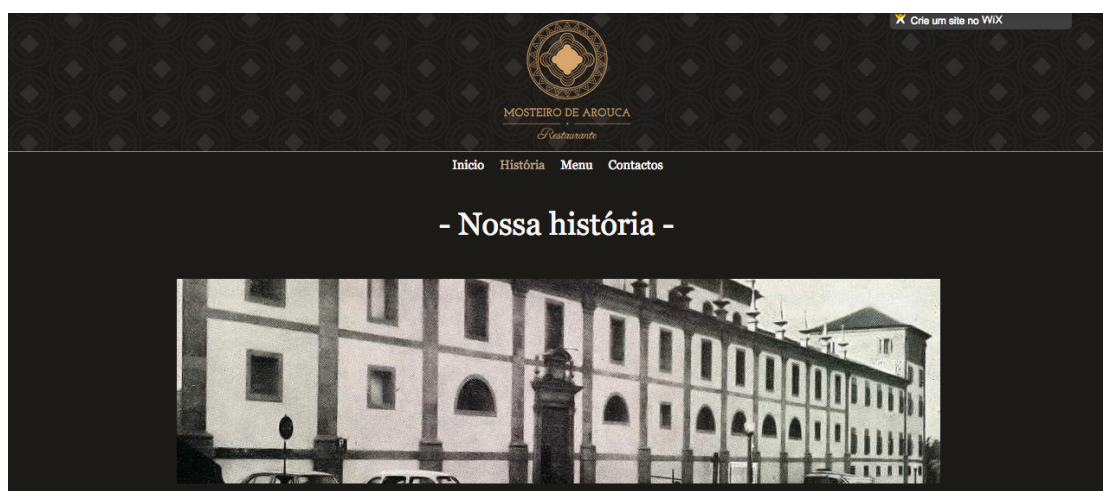 Crie um site no WiX
MOSTEIRO DE AROUCA
Restaurante
Inicio História Menu Contactos
- Nossa história -